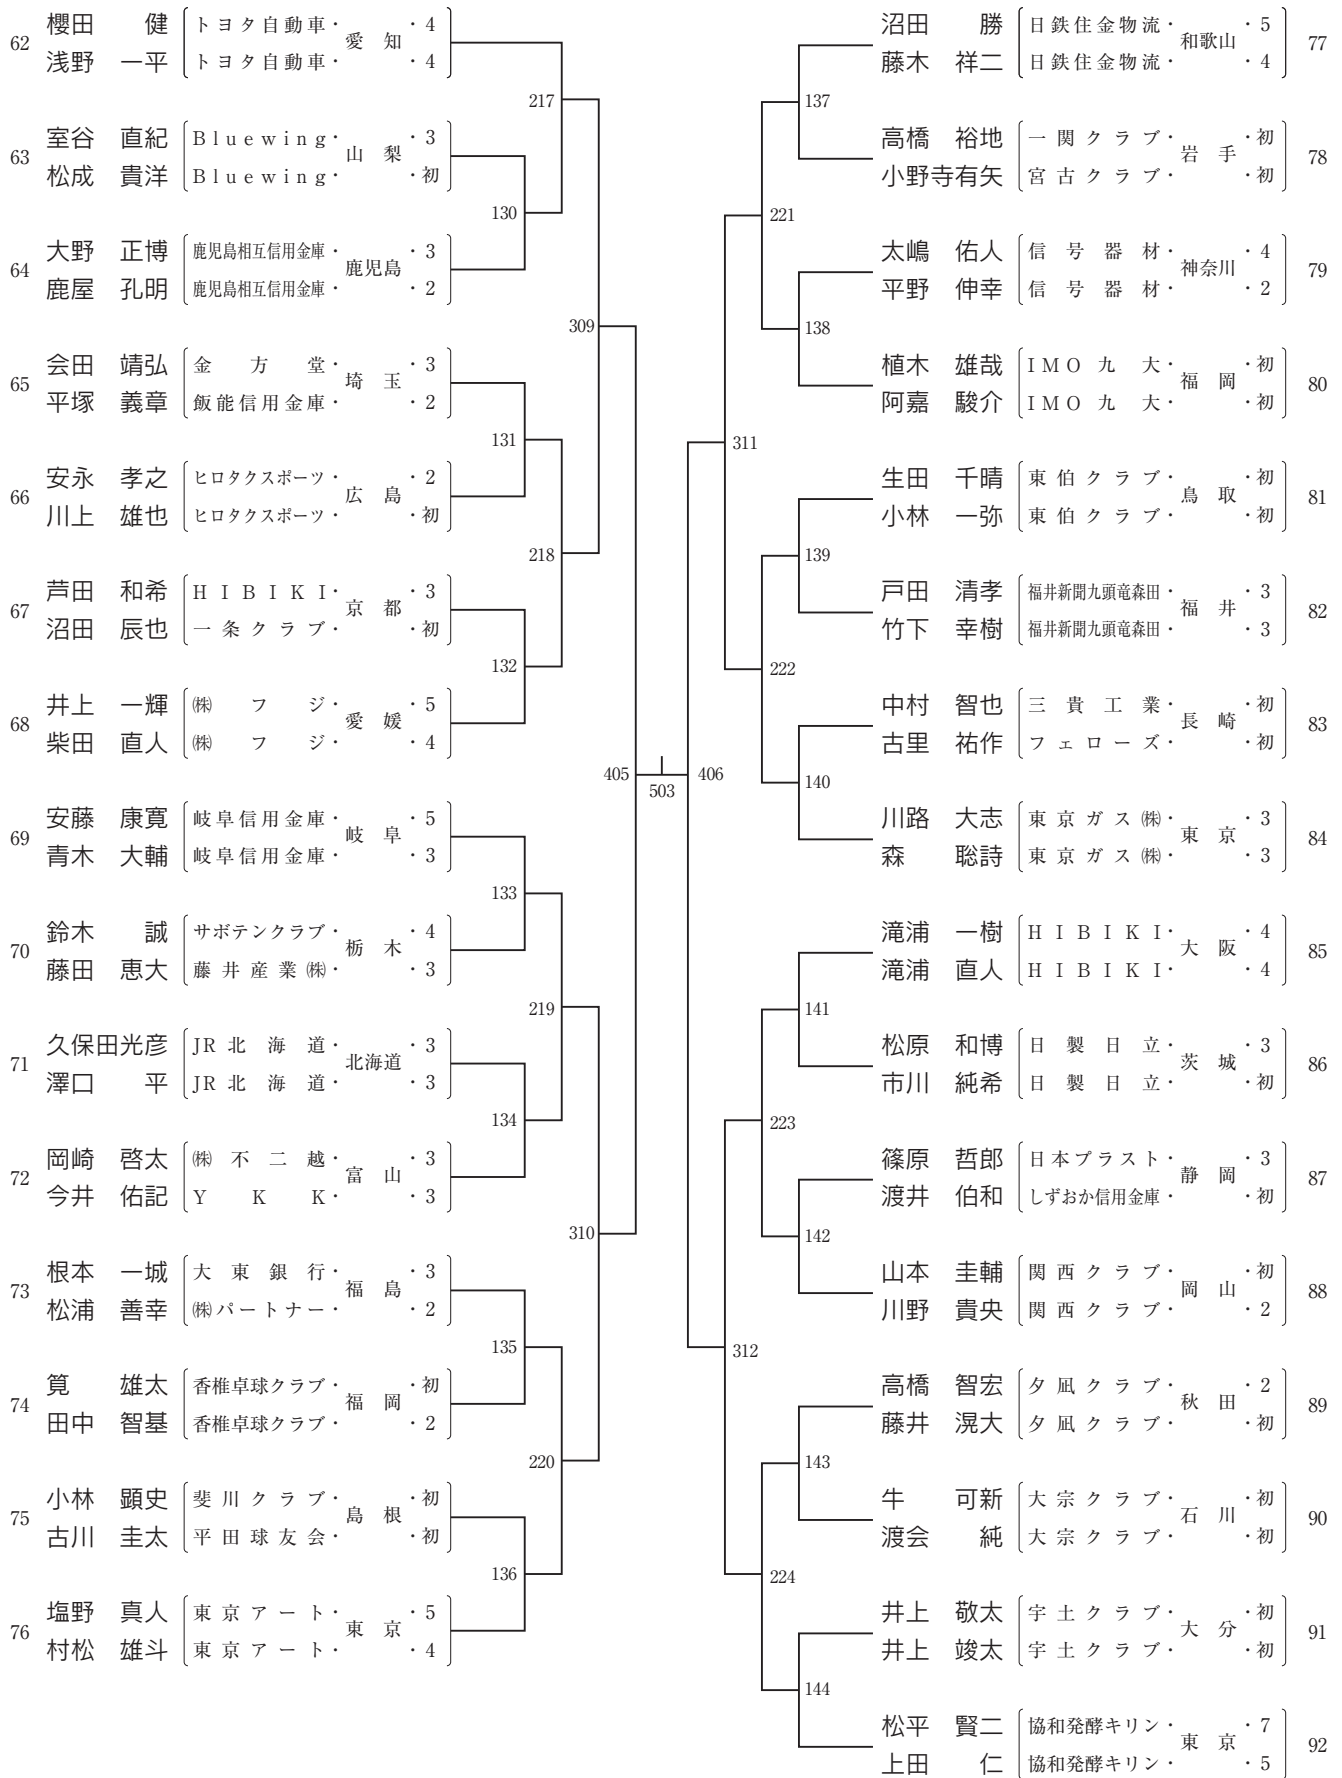 62 櫻田 健 トヨタ自動車・愛知・4
浅野 一平 トヨタ自動車・・4
217
63 室谷 直紀 Bluewing・山梨・3
松成 貴洋 Bluewing・・初
130
64 大野 正博 鹿児島相互信用金庫・鹿児島・3
鹿屋 孔明 鹿児島相互信用金庫・・2
309
65 会田 靖弘 金方堂・埼玉・3
平塚 義章 飯能信用金庫・・2
131
66 安永 孝之 ヒロタクスポーツ・広島・2
川上 雄也 ヒロタクスポーツ・・初
218
67 芦田 和希 HIBIKI・京都・3
沼田 辰也 一条クラブ・・初
132
68 井上 一輝 ㈱フジ・愛媛・5
柴田 直人 ㈱フジ・・4
405
503
69 安藤 康寛 岐阜信用金庫・岐阜・5
青木 大輔 岐阜信用金庫・・3
133
70 鈴木 誠 サボテンクラブ・栃木・4
藤田 恵大 藤井産業㈱・・3
219
71 久保田光彦 JR北海道・北海道・3
澤口 平 JR北海道・・3
134
72 岡崎 啓太 ㈱不二越・富山・3
今井 佑記 YKK・・3
310
73 根本 一城 大東銀行・福島・3
松浦 善幸 ㈱パートナー・・2
135
74 筧 雄太 香椎卓球クラブ・福岡・初
田中 智基 香椎卓球クラブ・・2
220
75 小林 顕史 斐川クラブ・島根・初
古川 圭太 平田球友会・・初
136
76 塩野 真人 東京アート・東京・5
村松 雄斗 東京アート・・4
沼田 勝 日鉄住金物流・和歌山・5 77
藤木 祥二 日鉄住金物流・・4
137
高橋 裕地 一関クラブ・岩手・初 78
小野寺有矢 宮古クラブ・・初
221
太嶋 佑人 信号器材・神奈川・4 79
平野 伸幸 信号器材・・2
138
植木 雄哉 IMO九大・福岡・初 80
阿嘉 駿介 IMO九大・・初
311
生田 千晴 東伯クラブ・鳥取・初 81
小林 一弥 東伯クラブ・・初
139
戸田 清孝 福井新聞九頭竜森田・福井・3 82
竹下 幸樹 福井新聞九頭竜森田・・3
222
中村 智也 三貴工業・長崎・初 83
古里 祐作 フェローズ・・初
406
140
川路 大志 東京ガス㈱・東京・3 84
森 聡詩 東京ガス㈱・・3
滝浦 一樹 HIBIKI・大阪・4 85
滝浦 直人 HIBIKI・・4
141
松原 和博 日製日立・茨城・3 86
市川 純希 日製日立・・初
223
篠原 哲郎 日本プラスト・静岡・3 87
渡井 伯和 しずおか信用金庫・・初
142
山本 圭輔 関西クラブ・岡山・初 88
川野 貴央 関西クラブ・・2
312
高橋 智宏 夕凪クラブ・秋田・2 89
藤井 滉大 夕凪クラブ・・初
143
牛 可新 大宗クラブ・石川・初 90
渡会 純 大宗クラブ・・初
224
井上 敬太 宇土クラブ・大分・初 91
井上 竣太 宇土クラブ・・初
144
松平 賢二 協和発酵キリン・東京・7 92
上田 仁 協和発酵キリン・・5